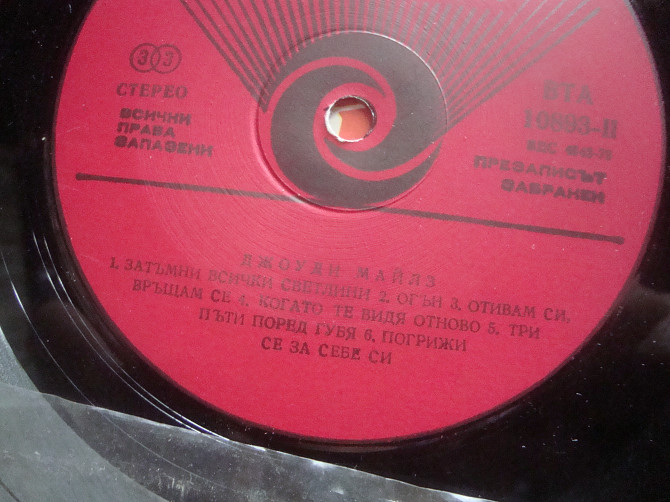 33
СТЕРЕО
ВСИЧКИ
ПРАВА
ЗАПАЗЕНИ
ВТА
10893-II
ПРЕЗАПИСЪТ
ЗАБРАНЕН
ДЖОУДИ МАЙЛЗ
1. ЗАТЪМНИ ВСИЧКИ СВЕТЛИНИ 2. ОГЪН 3. ОТИВАМ СИ,
ВРЪЩАМ СЕ 4. КОГАТО ТЕ ВИДЯ ОТНОВО 5. ТРИ
ПЪТИ ПОРЕД ГУБЯ 6. ПОГРИЖИ
СЕ ЗА СЕБЕ СИ